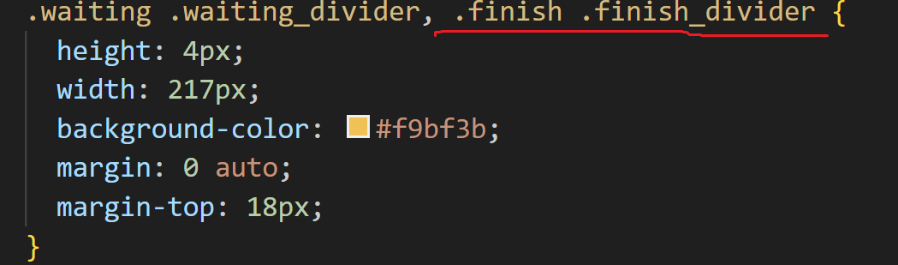 .waiting .waiting_divider, .finish .finish_divider {
height: 4px;
width: 217px;
background-color: #f9bf3b;
margin: 0 auto;
margin-top: 18px;
}